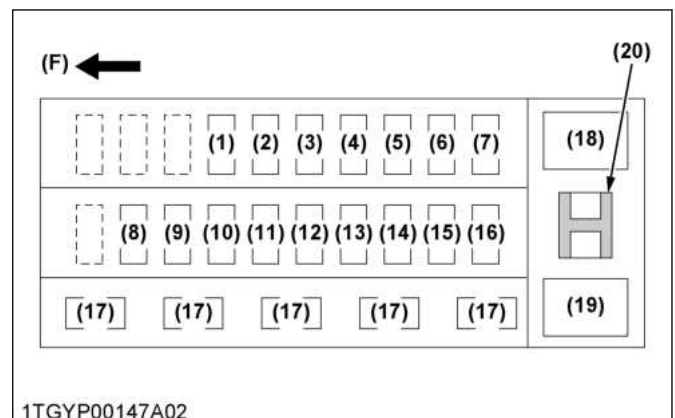 (F) (20)
(1) (2) (3) (4) (5) (6) (7) (18)
(8) (9) (10) (11) (12) (13) (14) (15) (16)
(17) (17) (17) (17) (17) (19)
1TGYP00147A02